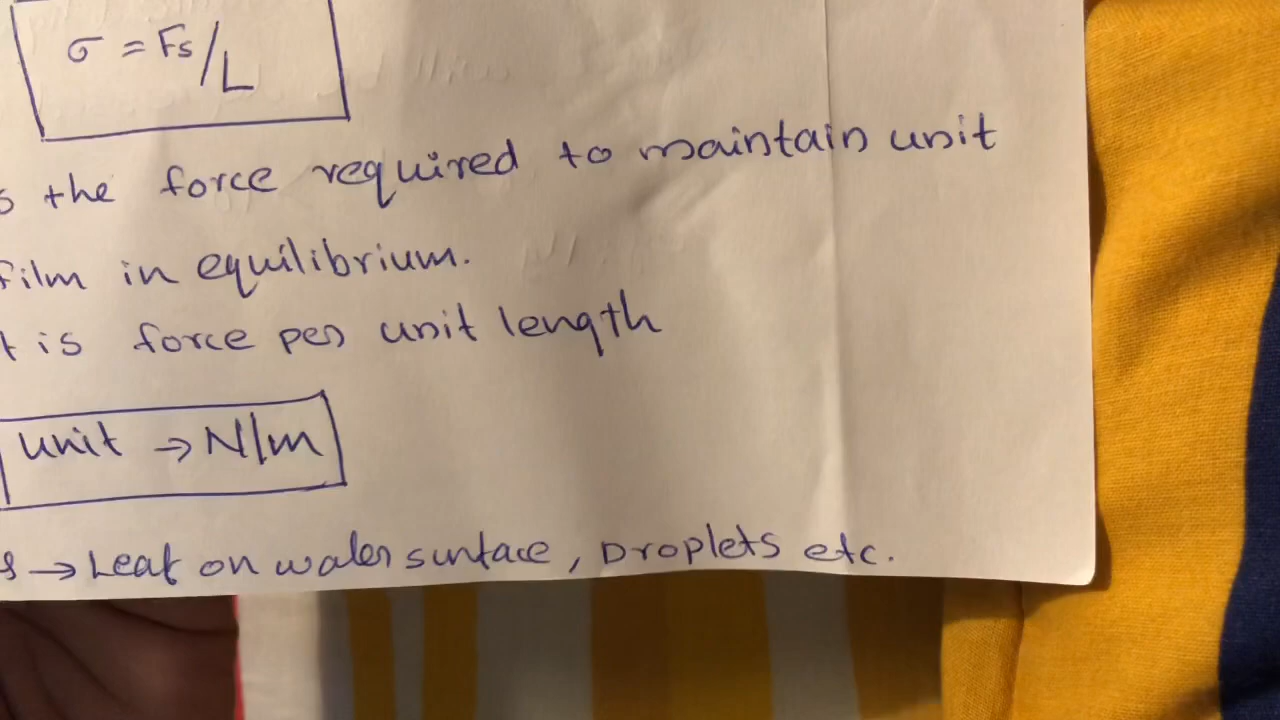 σ = Fs/L
the force required to maintain unit
film in equilibrium.
is force per unit length
unit → N/m
→ Leaf on water surface, Droplets etc.